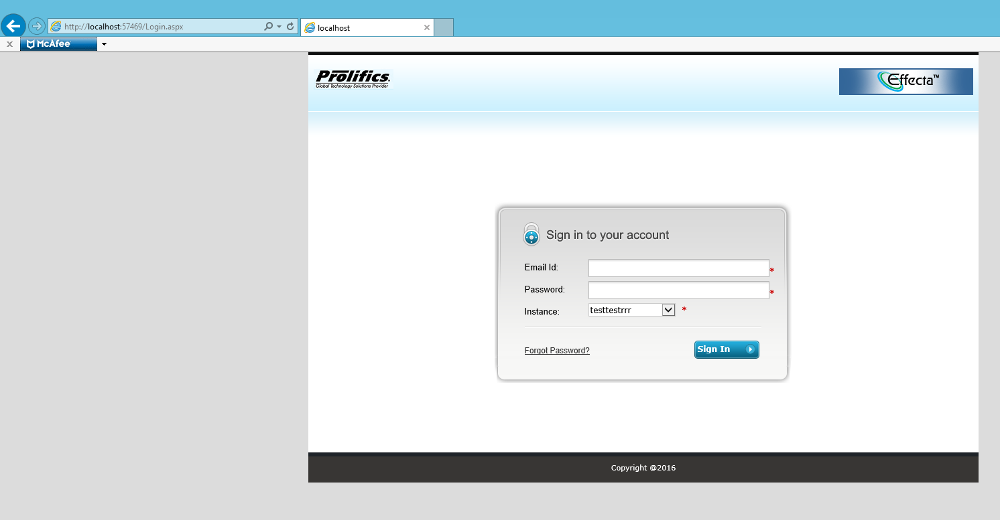 http://localhost:57469/Login.aspx
localhost
McAfee
Prolifics.
Global Technology Solutions Provider
Effecta™
Sign in to your account
Email Id:
*
Password:
*
Instance:
testtestrrr
*
Forgot Password?
Sign In
Copyright @2016